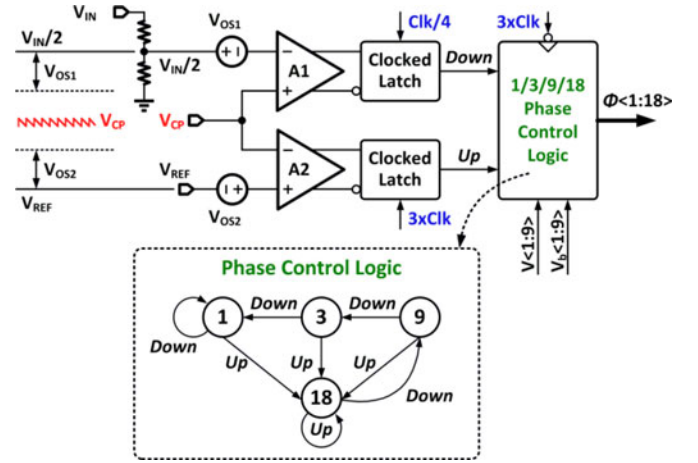 V_IN
V_IN/2
V_OS1
V_IN/2
V_OS1
V_CP
V_CP
V_OS2
V_REF
V_REF
V_OS2
A1
A2
− +
− +
−
+
−
+
Clk/4
Clocked
Latch
Down
Clocked
Latch
Up
3xClk
3xClk
1/3/9/18
Phase
Control
Logic
Φ<1:18>
V<1:9>
V_b<1:9>
Phase Control Logic
1
Down
3
Down
9
Down
Up
Up
Up
18
Down
Up